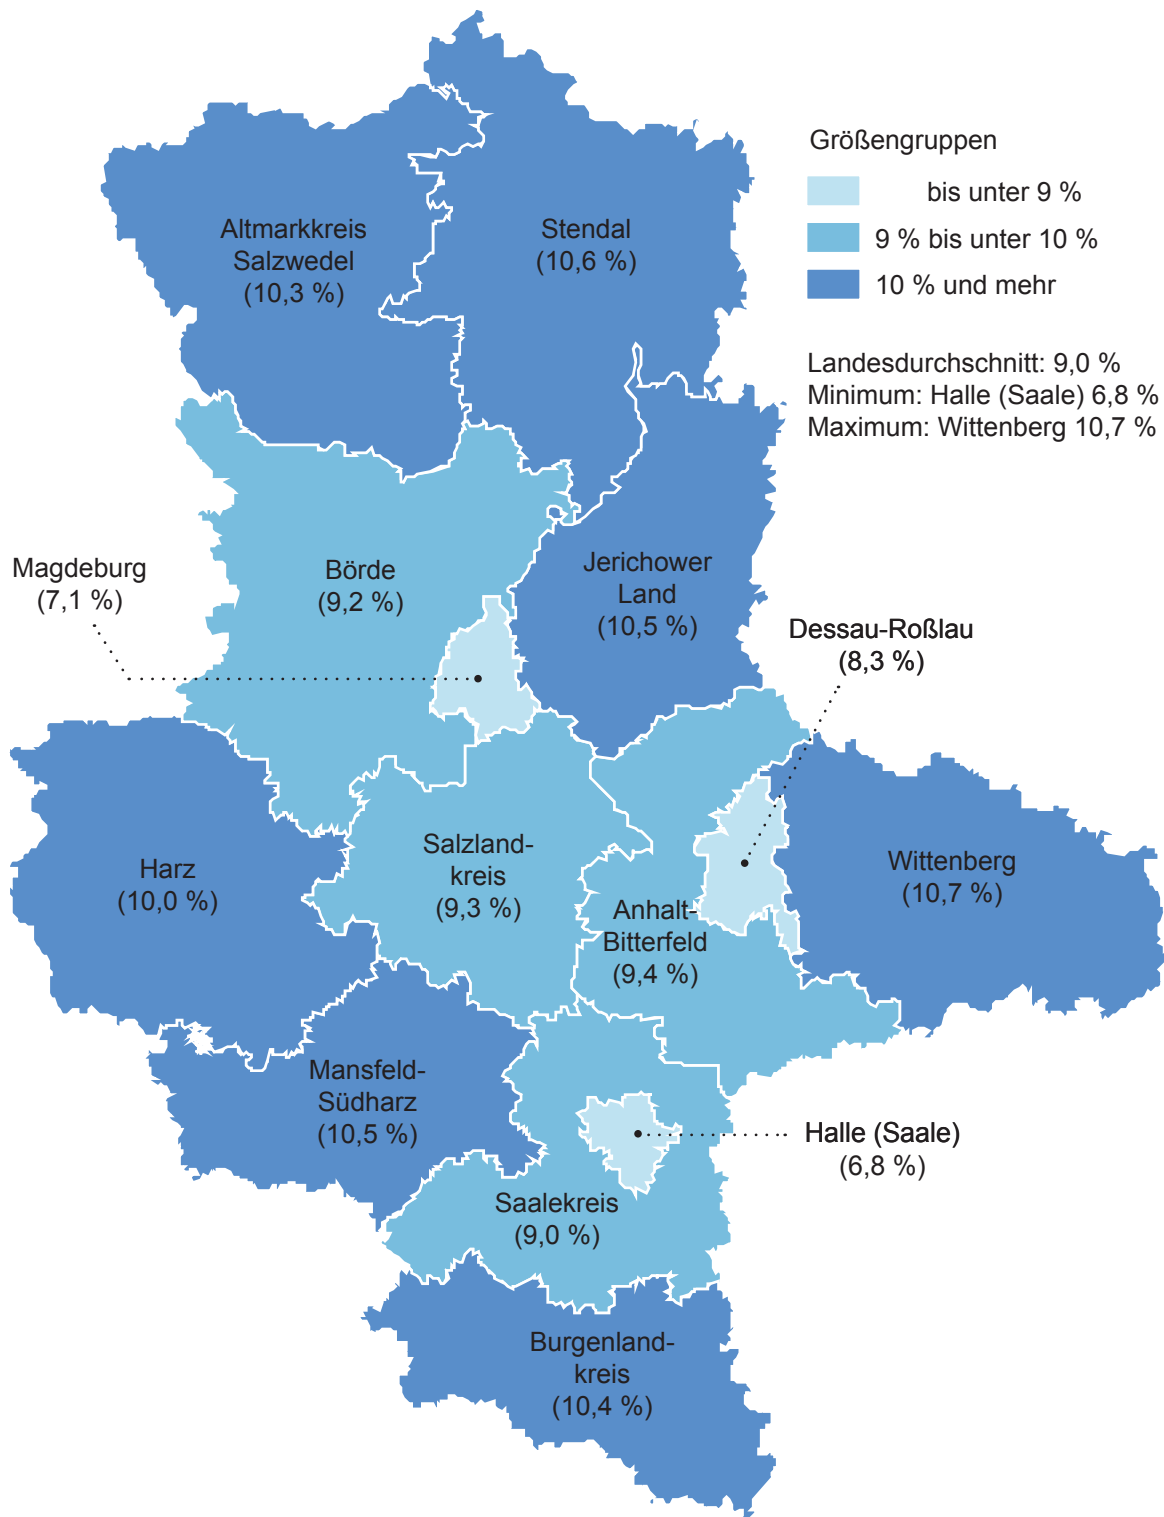 Größengruppen
bis unter 9 %
9 % bis unter 10 %
10 % und mehr
Landesdurchschnitt: 9,0 %
Minimum: Halle (Saale) 6,8 %
Maximum: Wittenberg 10,7 %
Altmarkkreis
Salzwedel
(10,3 %)
Stendal
(10,6 %)
Magdeburg
(7,1 %)
Börde
(9,2 %)
Jerichower
Land
(10,5 %)
Dessau-Roßlau
(8,3 %)
Harz
(10,0 %)
Salzland-
kreis
(9,3 %)
Anhalt-
Bitterfeld
(9,4 %)
Wittenberg
(10,7 %)
Mansfeld-
Südharz
(10,5 %)
Halle (Saale)
(6,8 %)
Saalekreis
(9,0 %)
Burgenland-
kreis
(10,4 %)